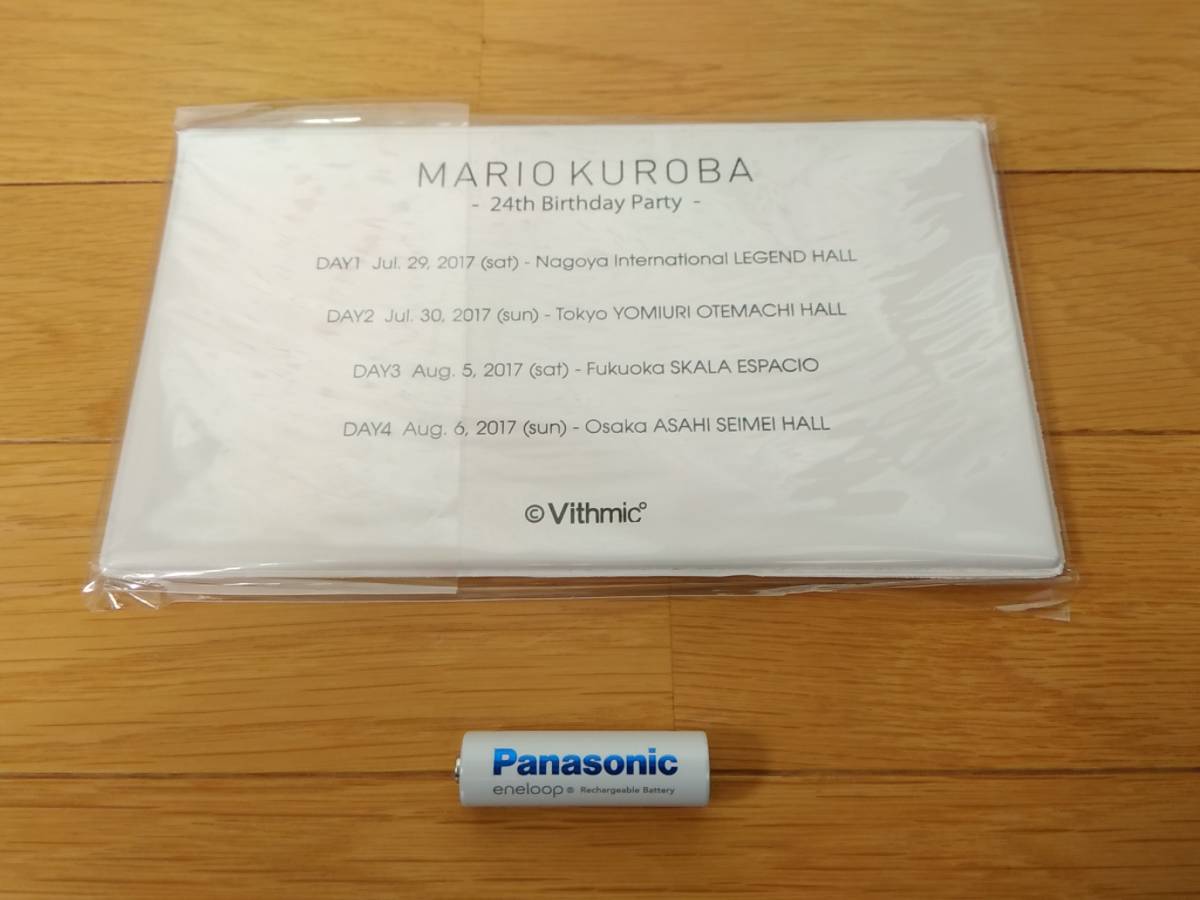 MARIO KUROBA
- 24th Birthday Party -
DAY1 Jul. 29, 2017 (sat) - Nagoya International LEGEND HALL
DAY2 Jul. 30, 2017 (sun) - Tokyo YOMIURI OTEMACHI HALL
DAY3 Aug. 5, 2017 (sat) - Fukuoka SKALA ESPACIO
DAY4 Aug. 6, 2017 (sun) - Osaka ASAHI SEIMEI HALL
©Vithmic°
Panasonic
eneloop® Rechargeable Battery